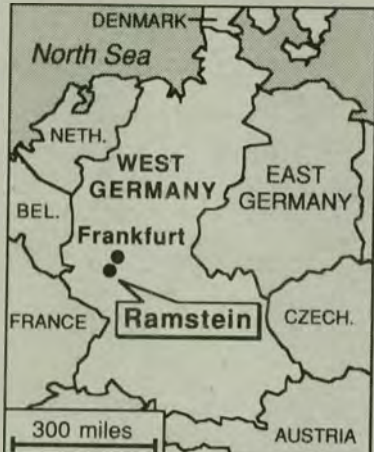 DENMARK
North Sea
NETH.
WEST
GERMANY
EAST
GERMANY
BEL.
Frankfurt
Ramstein
FRANCE
CZECH.
300 miles
AUSTRIA